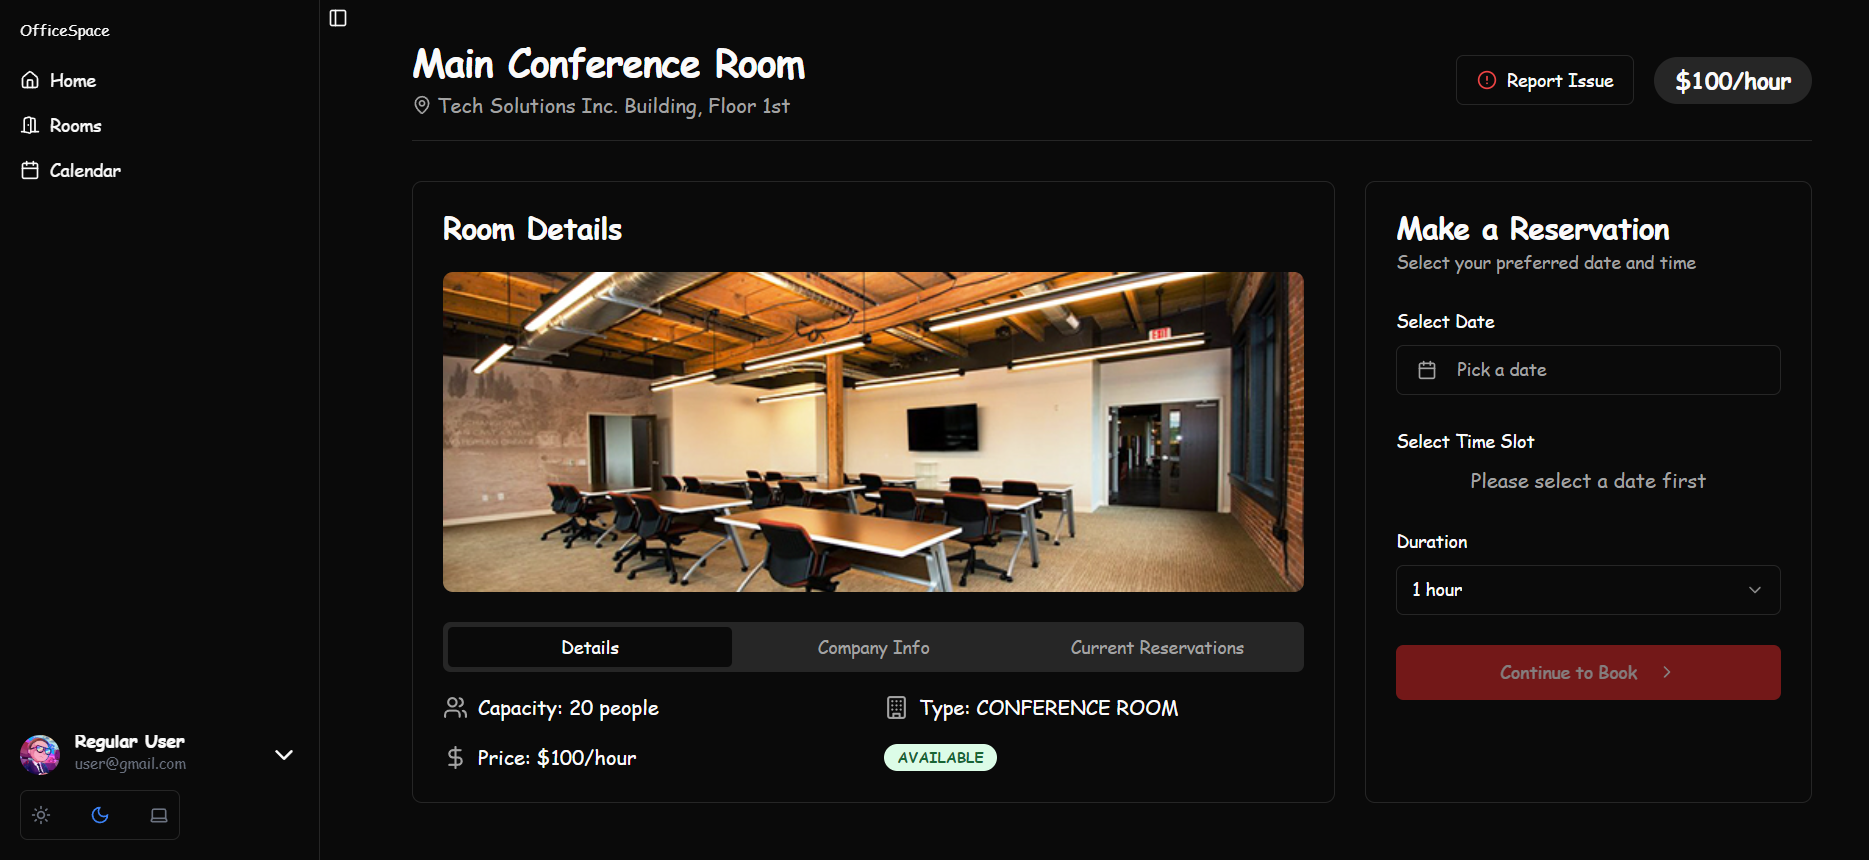 OfficeSpace
Home
Rooms
Calendar
Regular User
user@gmail.com
Main Conference Room
Tech Solutions Inc. Building, Floor 1st
Report Issue
$100/hour
Room Details
EXIT
Details
Company Info
Current Reservations
Capacity: 20 people
Type: CONFERENCE ROOM
Price: $100/hour
AVAILABLE
Make a Reservation
Select your preferred date and time
Select Date
Pick a date
Select Time Slot
Please select a date first
Duration
1 hour
Continue to Book